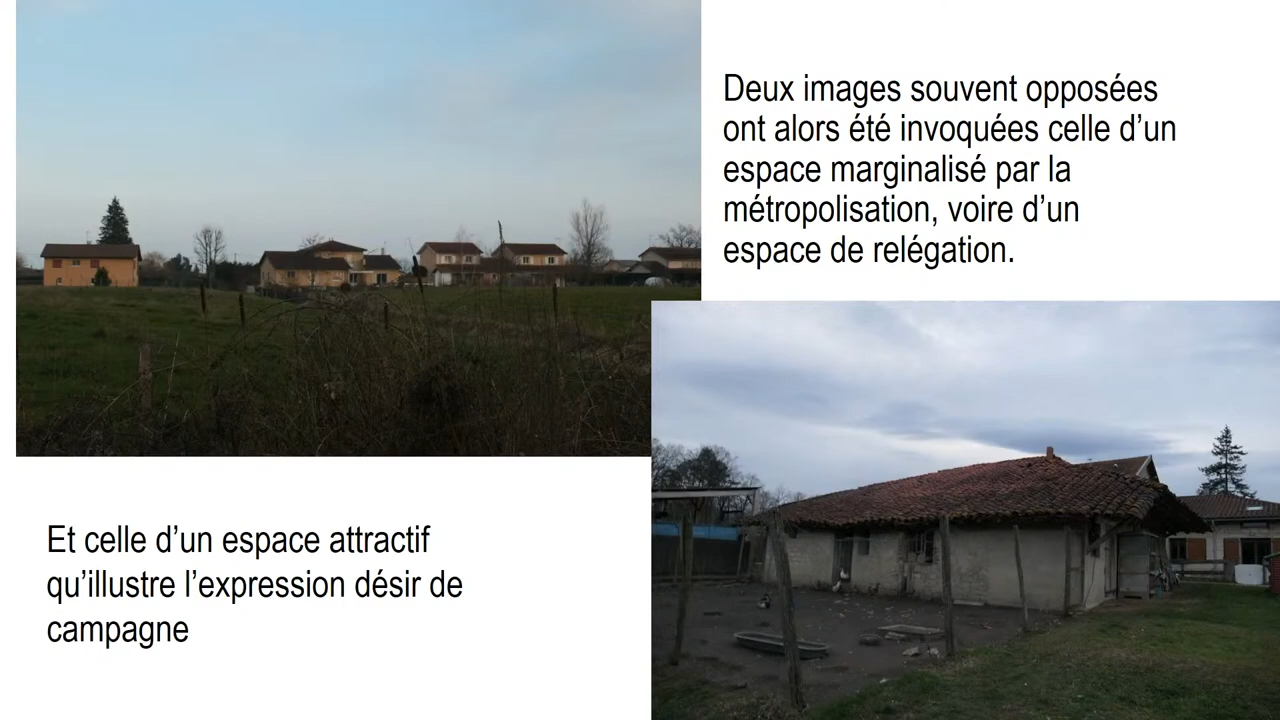 Deux images souvent opposées
ont alors été invoquées celle d’un
espace marginalisé par la
métropolisation, voire d’un
espace de relégation.
Et celle d’un espace attractif
qu’illustre l’expression désir de
campagne